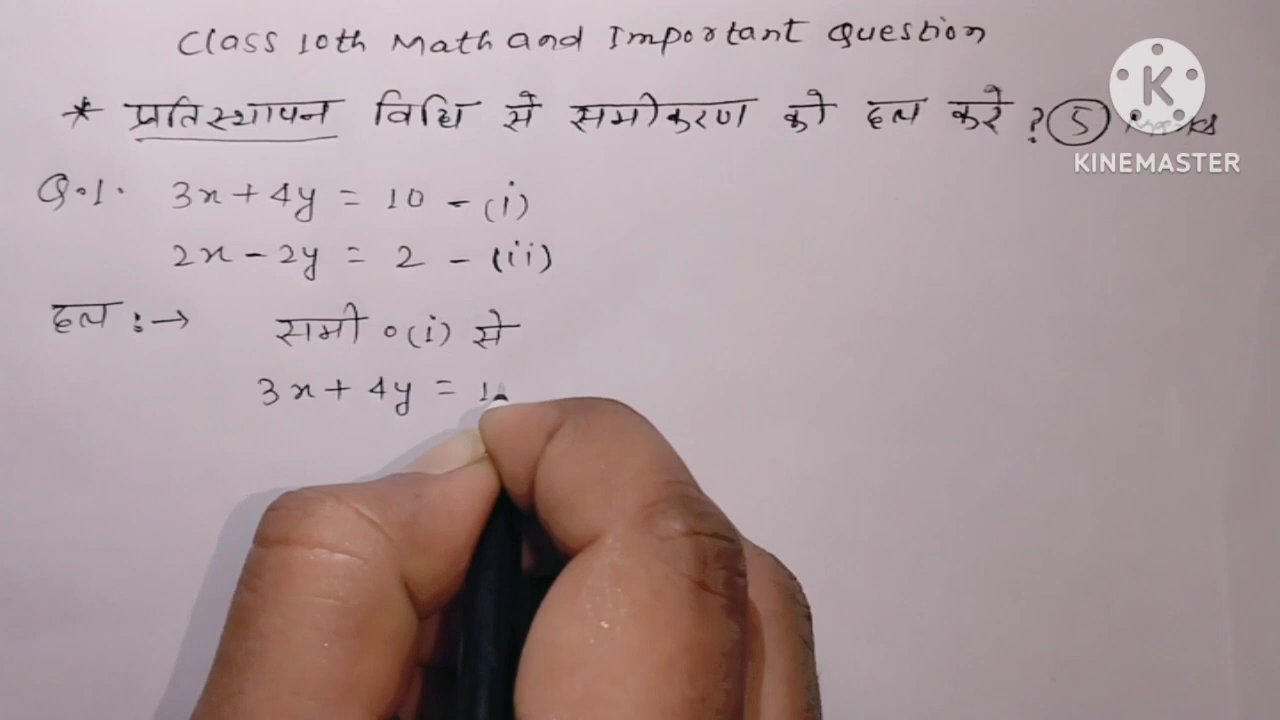 Class 10th Math and Important Question
* प्रतिस्थापन विधि से समीकरण को हल करे ? 5
KINEMASTER
Q.1. 3x + 4y = 10 - (i)
2x - 2y = 2 - (ii)
हल :→ समी ० (i) से
3x + 4y =